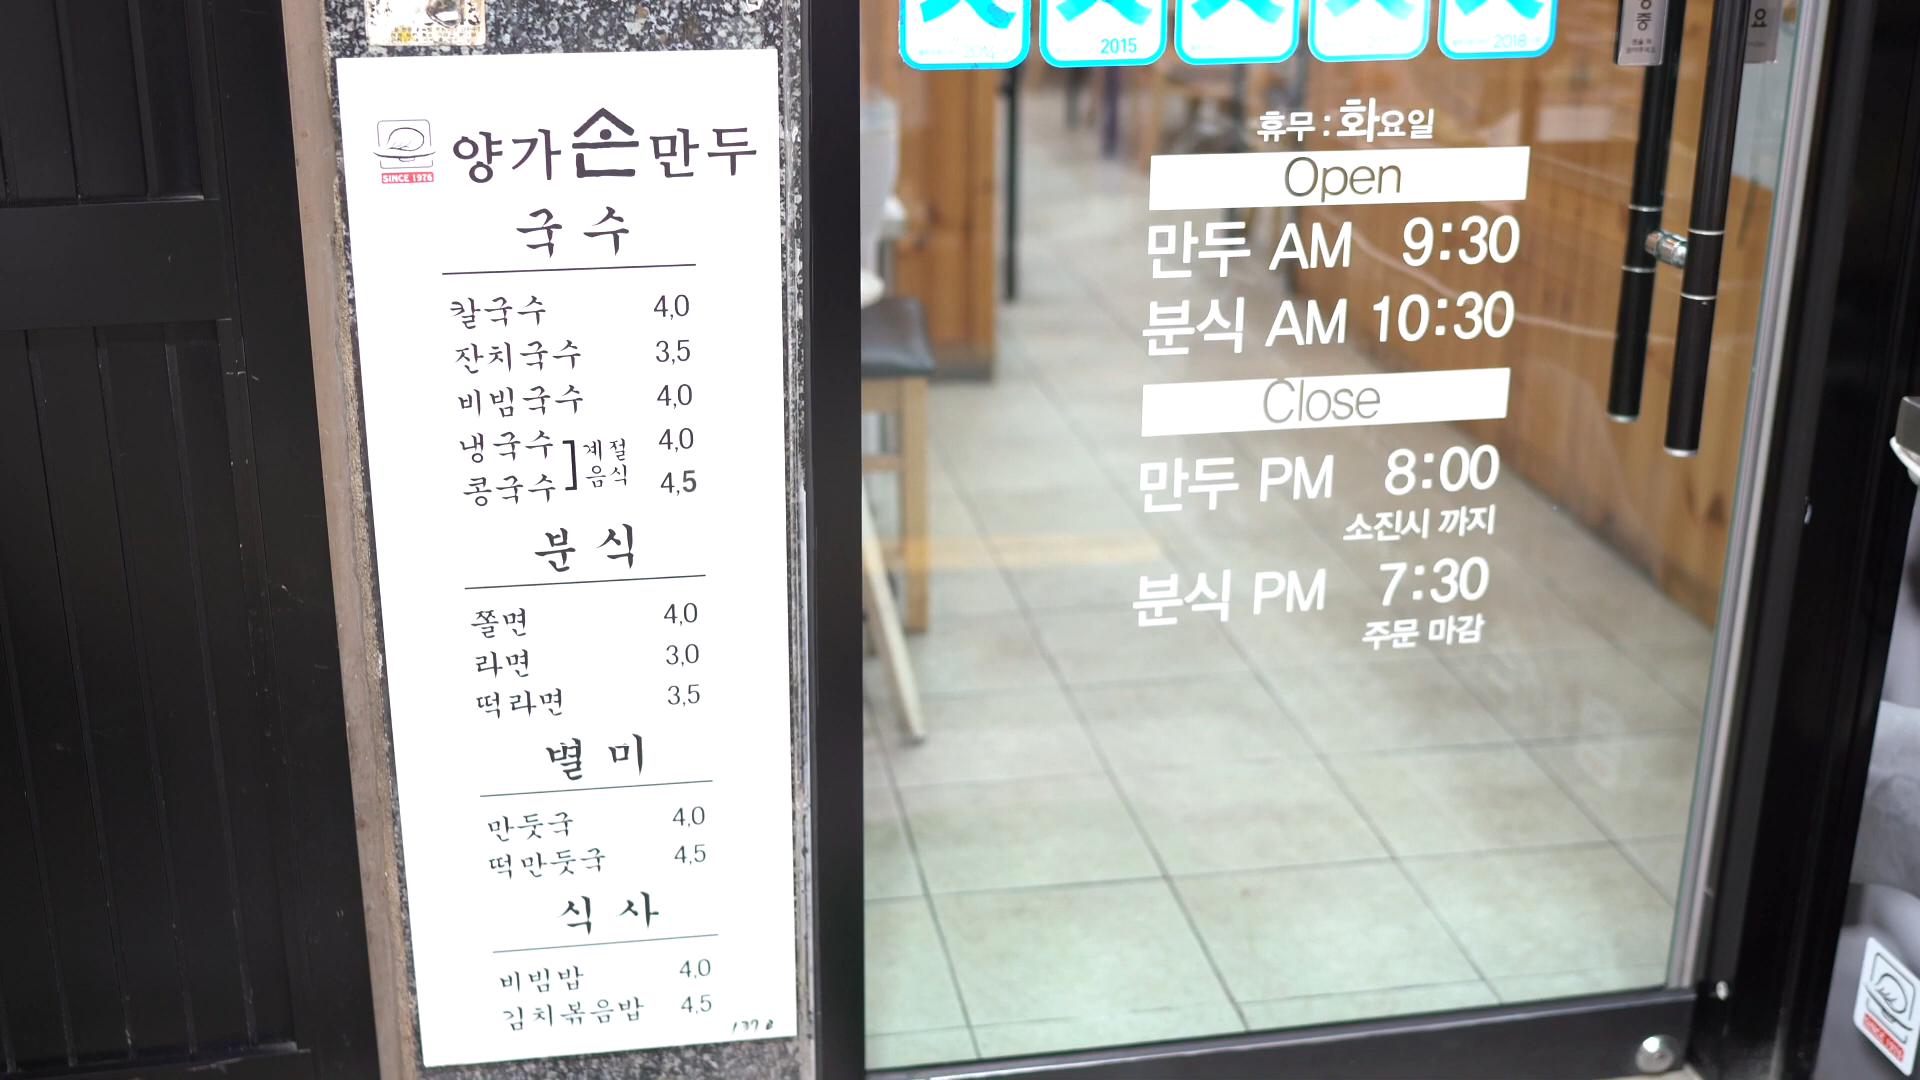 SINCE 1976
양가손만두
국수
칼국수 4,0
잔치국수 3,5
비빔국수 4,0
냉국수 4,0
콩국수 4,5
계절
음식
분식
쫄면 4,0
라면 3,0
떡라면 3,5
별미
만둣국 4,0
떡만둣국 4,5
식사
비빔밥 4,0
김치볶음밥 4,5
2014
2015
2018
휴무 : 화요일
Open
만두 AM 9:30
분식 AM 10:30
Close
만두 PM 8:00
소진시 까지
분식 PM 7:30
주문 마감
중
요
SINCE 1976